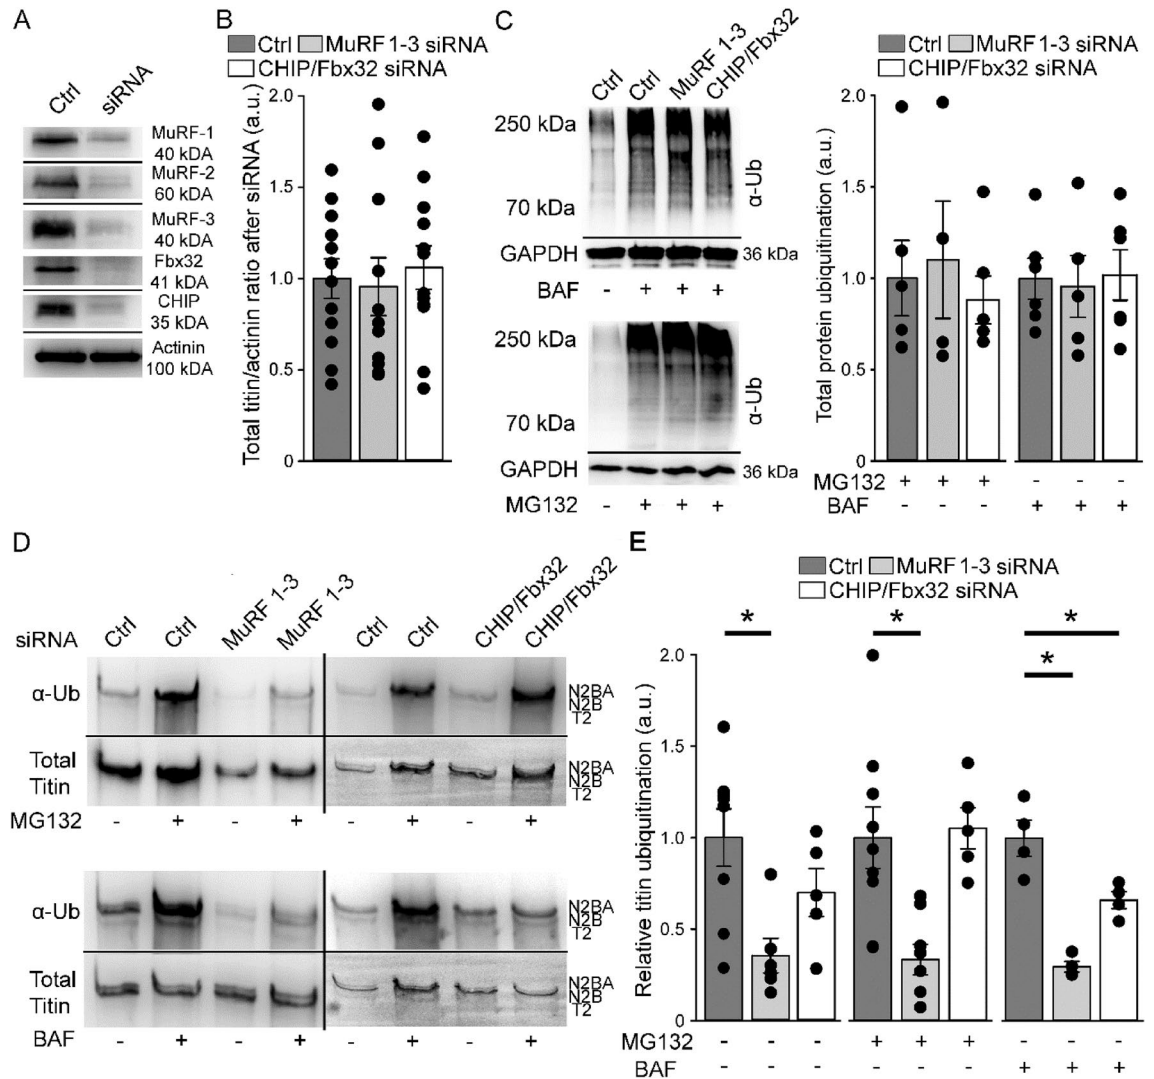 A
Ctrl
siRNA
MuRF-1
40 kDA
MuRF-2
60 kDA
MuRF-3
40 kDA
Fbx32
41 kDA
CHIP
35 kDA
Actinin
100 kDA
B
Ctrl MuRF 1-3 siRNA
CHIP/Fbx32 siRNA
Total titin/actinin ratio after siRNA (a.u.)
2.0
1.5
1.0
0.5
0
C
Ctrl
Ctrl
MuRF 1-3
CHIP/Fbx32
250 kDa
70 kDa
α-Ub
GAPDH
36 kDa
BAF - + + +
250 kDa
70 kDa
α-Ub
GAPDH
36 kDa
MG132 - + + +
Ctrl MuRF 1-3 siRNA
CHIP/Fbx32 siRNA
Total protein ubiquitination (a.u.)
2.0
1.5
1.0
0.5
0
MG132 + + + - - -
BAF - - - + + +
D
siRNA
Ctrl
Ctrl
MuRF 1-3
MuRF 1-3
Ctrl
Ctrl
CHIP/Fbx32
CHIP/Fbx32
α-Ub
N2BA
N2B
T2
Total
Titin
N2BA
N2B
T2
MG132 - + - + - + - +
α-Ub
N2BA
N2B
T2
Total
Titin
N2BA
N2B
T2
BAF - + - + - + - +
E
Ctrl MuRF 1-3 siRNA
CHIP/Fbx32 siRNA
* * *
*
Relative titin ubiquitination (a.u.)
2.0
1.5
1.0
0.5
0
MG132 - - - + + + - - -
BAF - - - - - - + + +